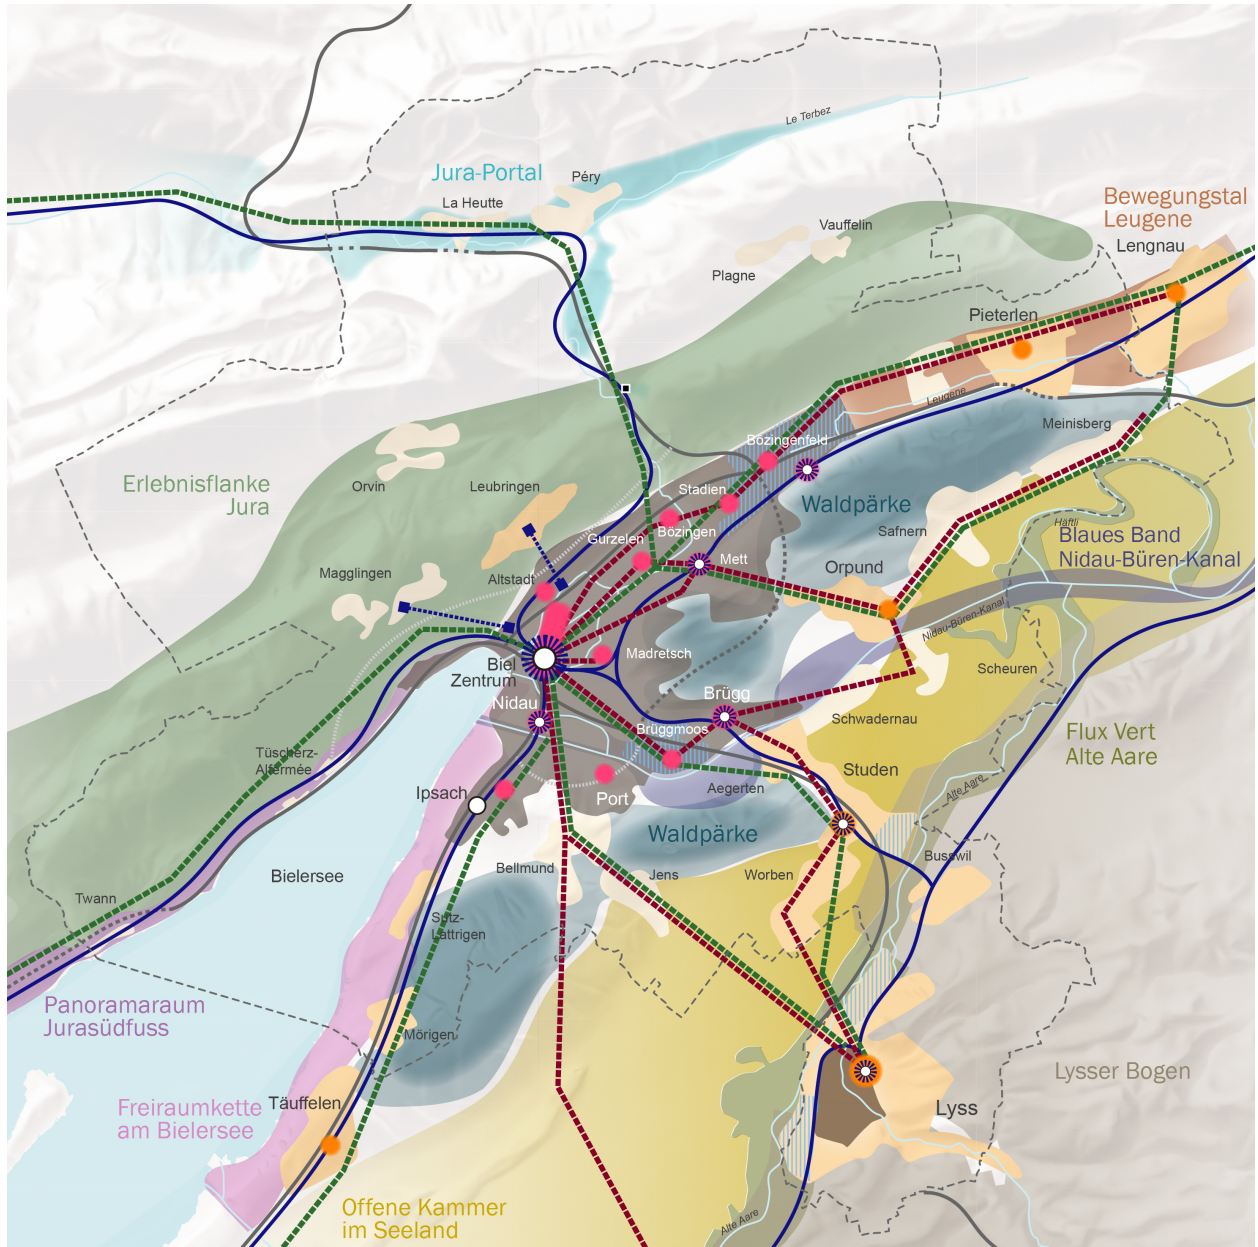 Le Terbez
Jura-Portal
Péry
La Heutte
Bewegungstal
Leugene
Lengnau
Vauffelin
Plagne
Pieterlen
Leugene
Meinisberg
Bözingenfeld
Erlebnisflanke
Jura
Orvin
Leubringen
Stadien
Waldpärke
Bözingen
Safnern
Häftli
Blaues Band
Nidau-Büren-Kanal
Gurzelen
Mett
Orpund
Magglingen
Altstadt
Nidau-Büren-Kanal
Madretsch
Biel
Zentrum
Scheuren
Nidau
Brügg
Schwadernau
Brüggmoos
Flux Vert
Alte Aare
Tüscherz-
Alfermée
Studen
Ipsach
Port
Aegerten
Alte Aare
Waldpärke
Busswil
Bielersee
Bellmund
Jens
Worben
Twann
Sutz-
Lattrigen
Panoramaraum
Jurasüdfuss
Mörigen
Lysser Bogen
Freiraumkette
am Bielersee
Täuffelen
Lyss
Offene Kammer
im Seeland
Alte Aare